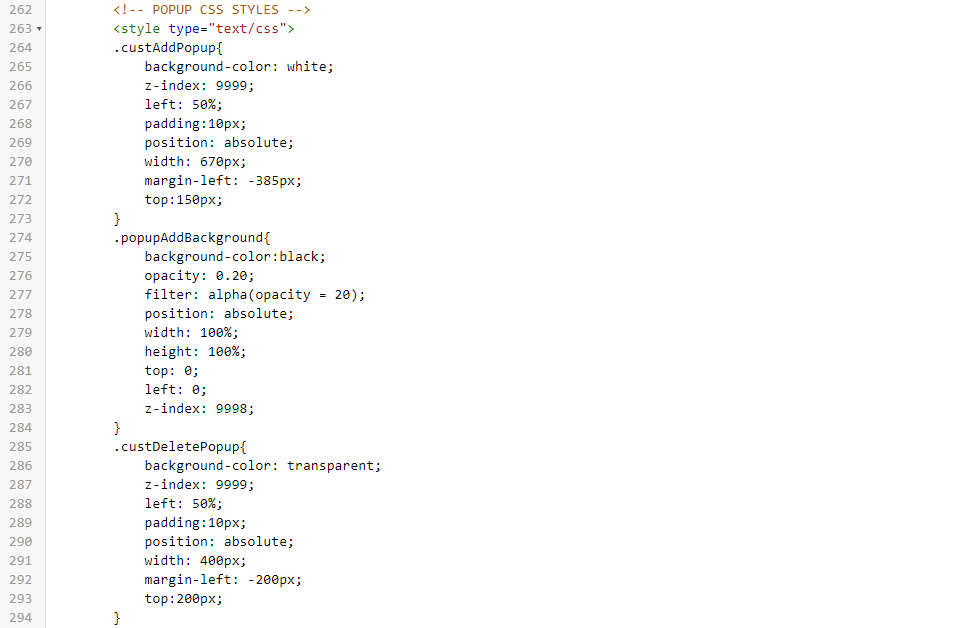 262 <!-- POPUP CSS STYLES -->
263 <style type="text/css">
264 .custAddPopup{
265 background-color: white;
266 z-index: 9999;
267 left: 50%;
268 padding:10px;
269 position: absolute;
270 width: 670px;
271 margin-left: -385px;
272 top:150px;
273 }
274 .popupAddBackground{
275 background-color:black;
276 opacity: 0.20;
277 filter: alpha(opacity = 20);
278 position: absolute;
279 width: 100%;
280 height: 100%;
281 top: 0;
282 left: 0;
283 z-index: 9998;
284 }
285 .custDeletePopup{
286 background-color: transparent;
287 z-index: 9999;
288 left: 50%;
289 padding:10px;
290 position: absolute;
291 width: 400px;
292 margin-left: -200px;
293 top:200px;
294 }